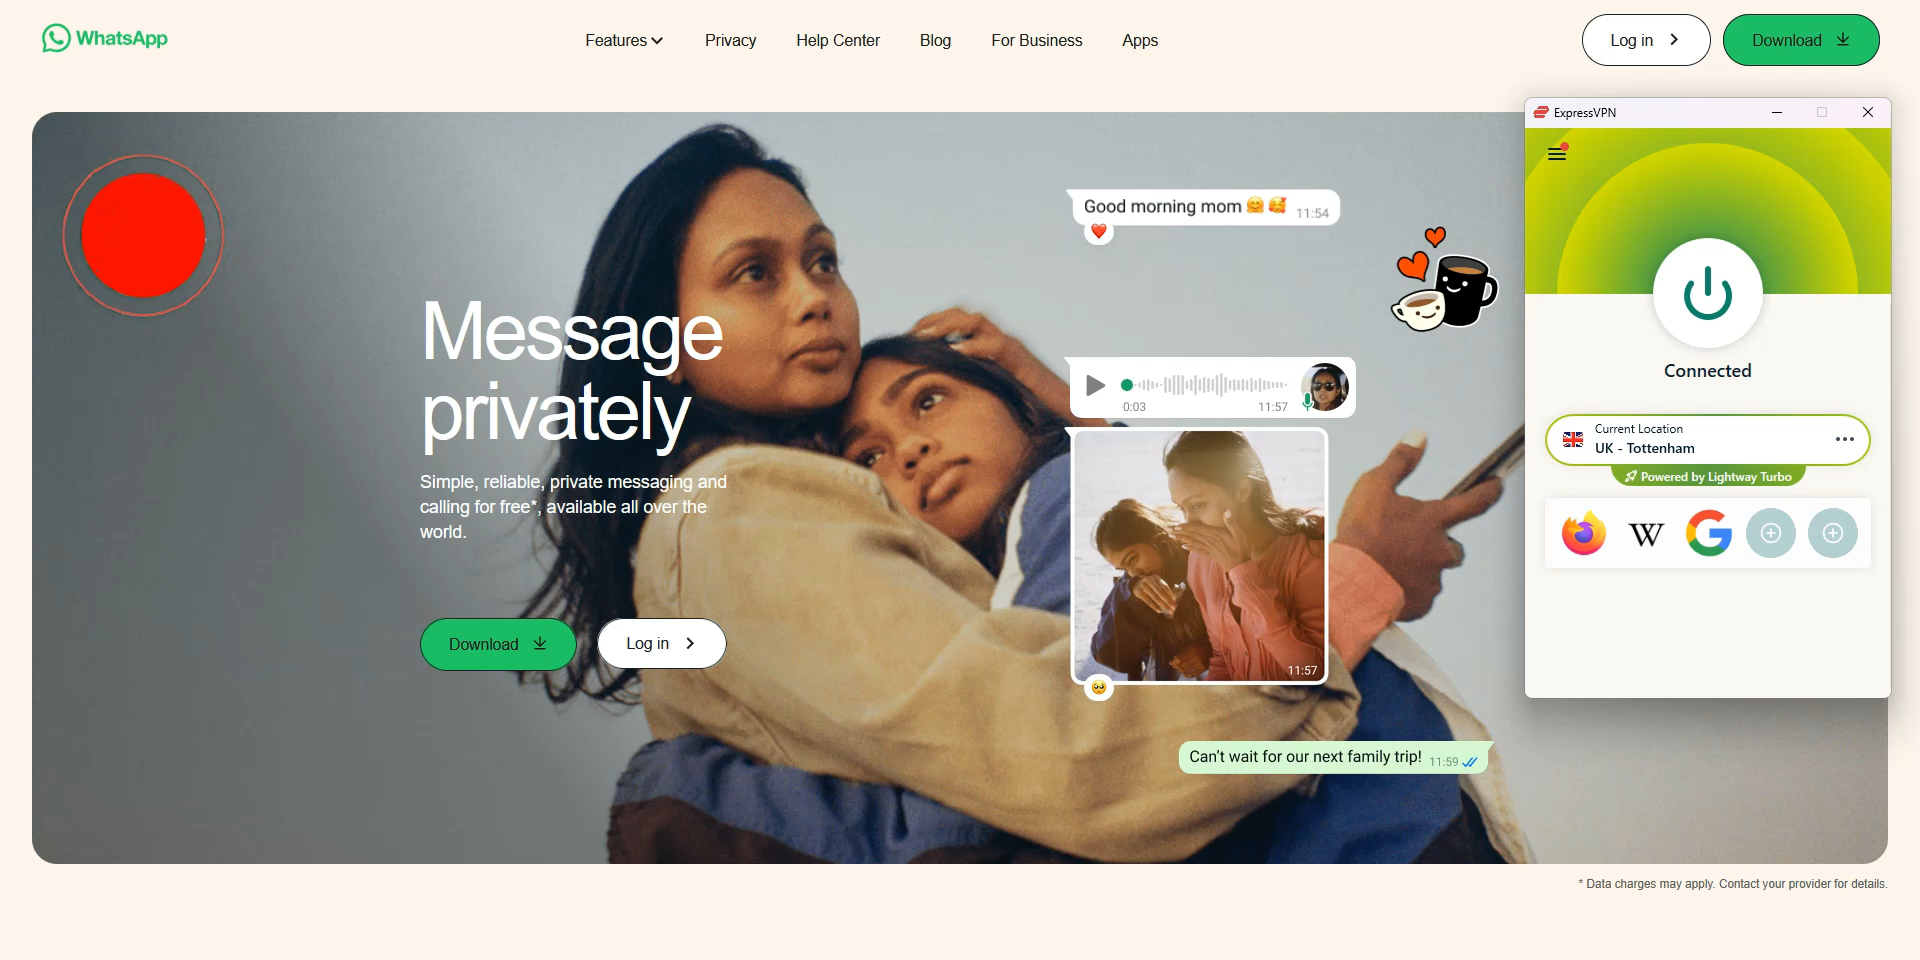 WhatsApp
Features
Privacy
Help Center
Blog
For Business
Apps
Log in
Download
Message
privately
Simple, reliable, private messaging and
calling for free*, available all over the
world.
Download
Log in
Good morning mom 🤗 🥰 11:54
0:03 11:57
11:57
Can't wait for our next family trip! 11:59
ExpressVPN
Connected
Current Location
UK - Tottenham
Powered by Lightway Turbo
W
* Data charges may apply. Contact your provider for details.